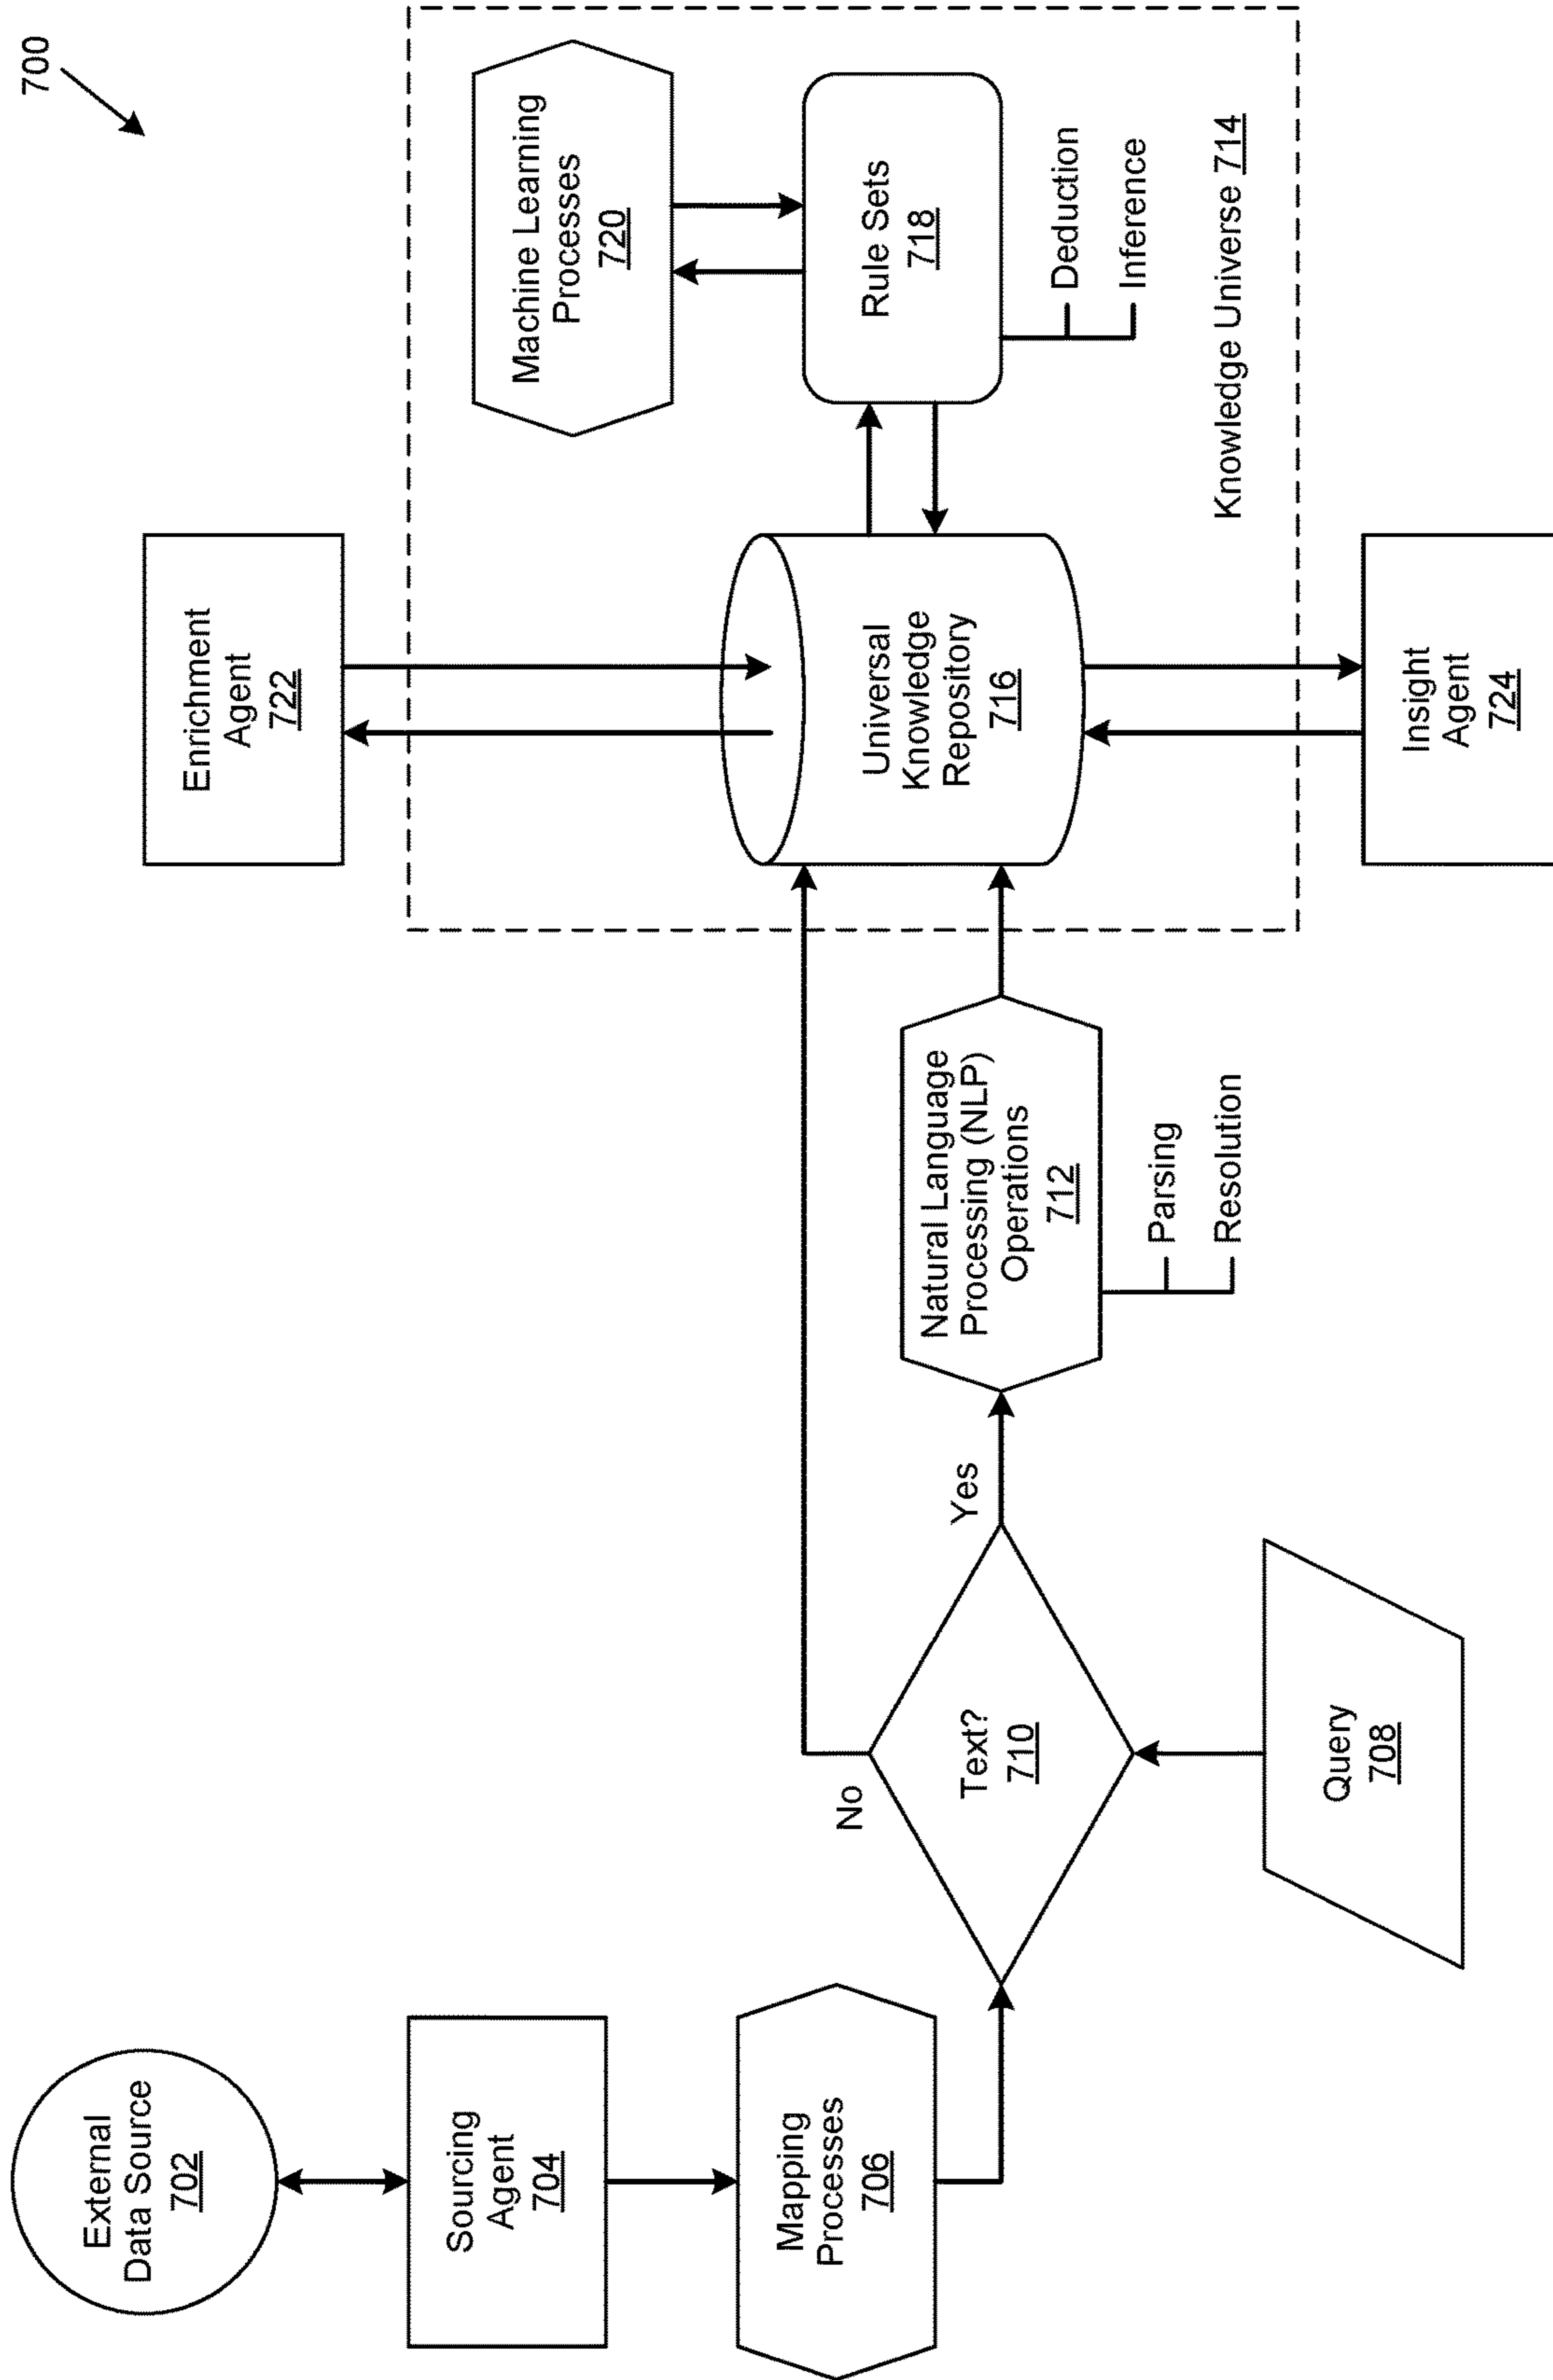 700
External
Data Source
702
Sourcing
Agent
704
Mapping
Processes
706
Query
708
Text?
710
No
Yes
Natural Language
Processing (NLP)
Operations
712
Parsing
Resolution
Enrichment
Agent
722
Universal
Knowledge
Repository
716
Machine Learning
Processes
720
Rule Sets
718
Deduction
Inference
Knowledge Universe 714
Insight
Agent
724